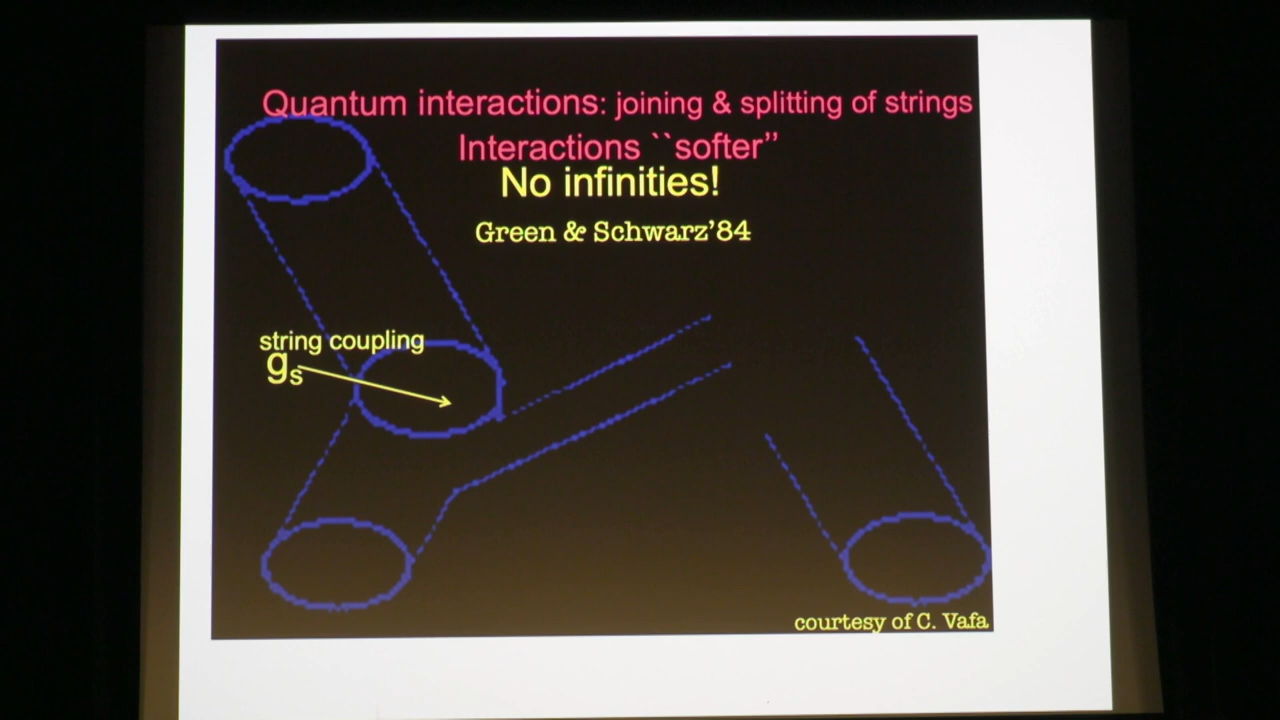 Quantum interactions: joining & splitting of strings
Interactions ``softer’’
No infinities!
Green & Schwarz’84
string coupling
gs
courtesy of C. Vafa